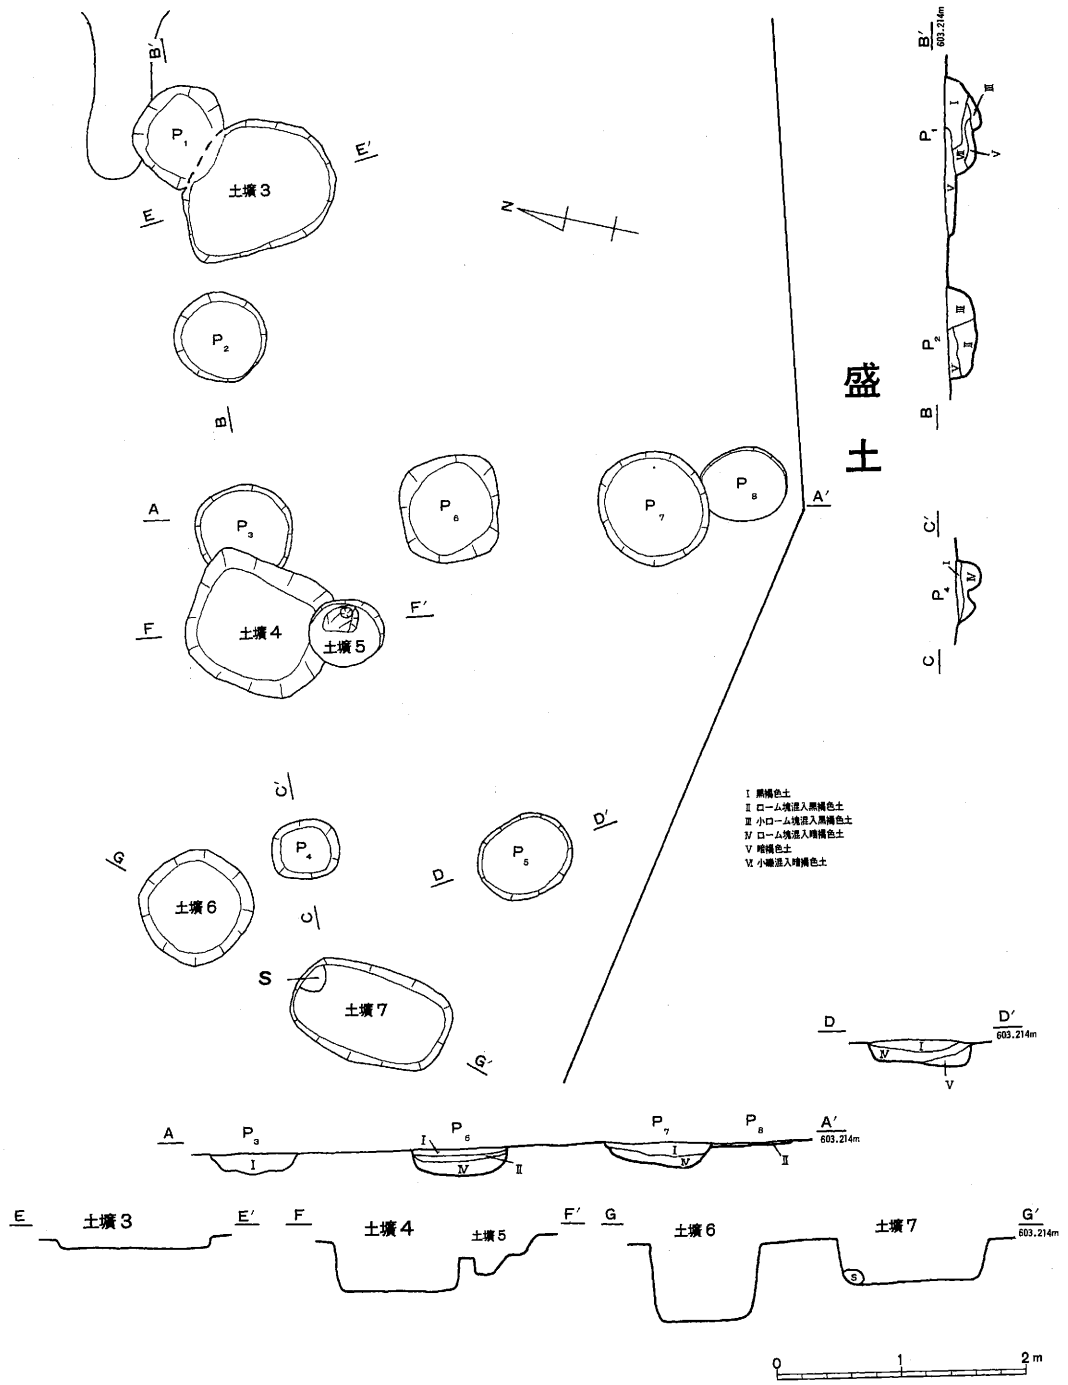 B'
P1
E'
土壙3
E
N
P2
B
A
P3
P6
P7
P8
A'
F
土壙4
土壙5
F'
盛土
C'
G
P4
P5
D'
D
土壙6
C
S
土壙7
G'
B'
603.214m
P1
I
III
VI
V
V
P2
III
II
V
B
C'
I
P4
IV
C
I 黒褐色土
II ローム塊混入黒褐色土
III 小ローム塊混入黒褐色土
IV ローム塊混入暗褐色土
V 暗褐色土
VI 小礫混入暗褐色土
D
D'
603.214m
I
IV
V
A
P3
P6
P7
P8
A'
603.214m
I
I
II
IV
I
IV
II
E
土壙3
E'
F
土壙4
土壙5
F'
G
土壙6
土壙7
G'
603.214m
S
0 1 2m